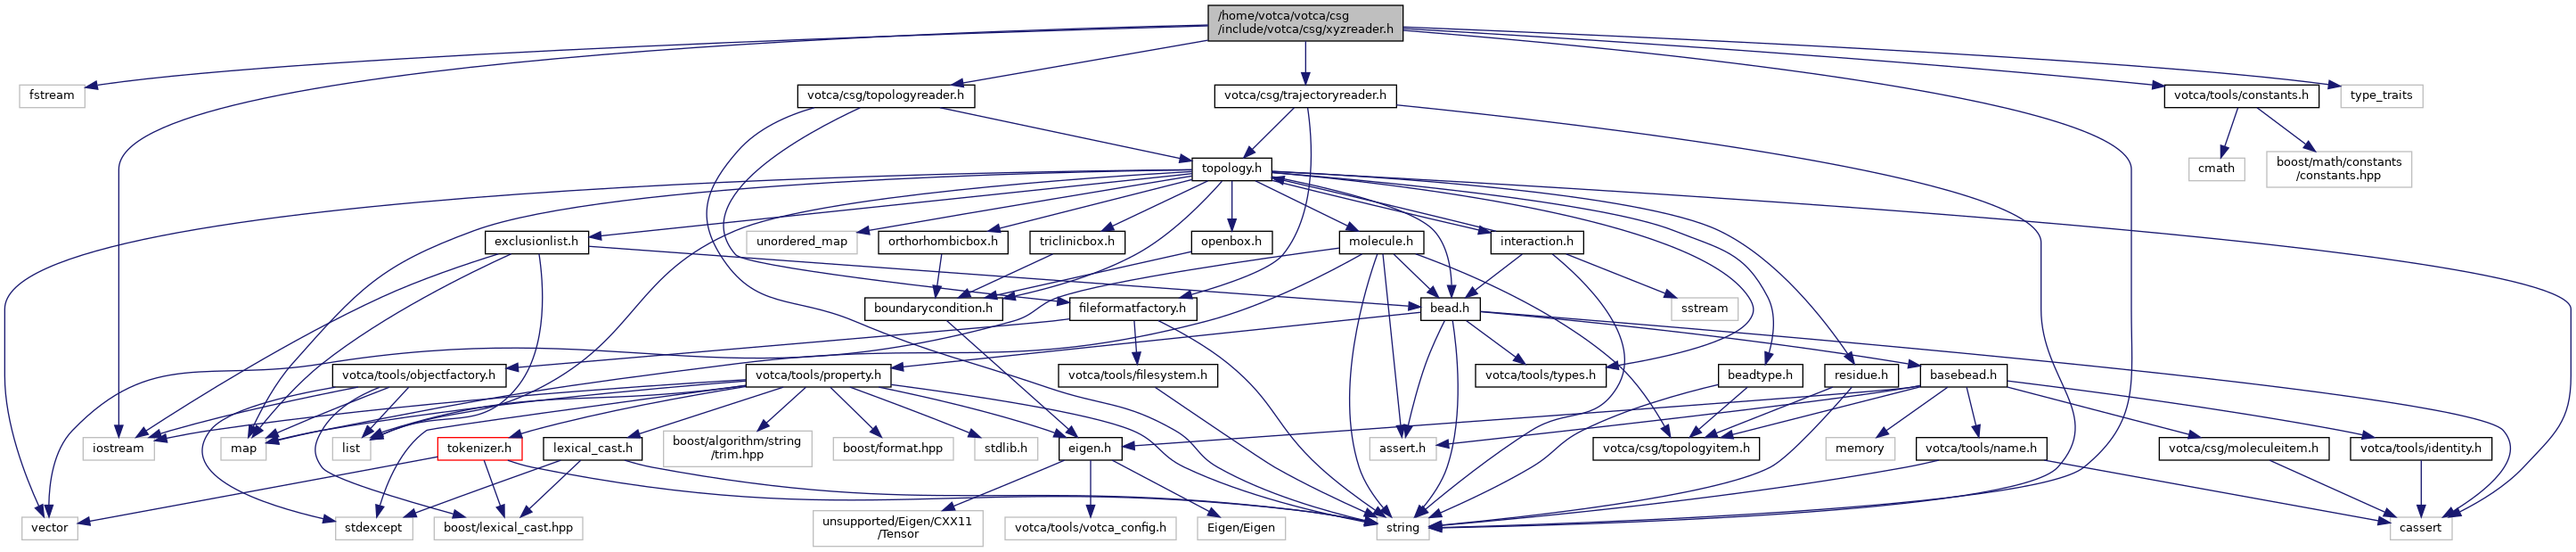 /home/votca/votca/csg
/include/votca/csg/xyzreader.h
fstream
votca/csg/topologyreader.h
votca/csg/trajectoryreader.h
votca/tools/constants.h
type_traits
topology.h
cmath
boost/math/constants
/constants.hpp
exclusionlist.h
unordered_map
orthorhombicbox.h
triclinicbox.h
openbox.h
molecule.h
interaction.h
boundarycondition.h
fileformatfactory.h
bead.h
sstream
votca/tools/objectfactory.h
votca/tools/property.h
votca/tools/filesystem.h
votca/tools/types.h
beadtype.h
residue.h
basebead.h
iostream
map
list
tokenizer.h
lexical_cast.h
boost/algorithm/string
/trim.hpp
boost/format.hpp
stdlib.h
eigen.h
assert.h
votca/csg/topologyitem.h
memory
votca/tools/name.h
votca/csg/moleculeitem.h
votca/tools/identity.h
vector
stdexcept
boost/lexical_cast.hpp
unsupported/Eigen/CXX11
/Tensor
votca/tools/votca_config.h
Eigen/Eigen
string
cassert